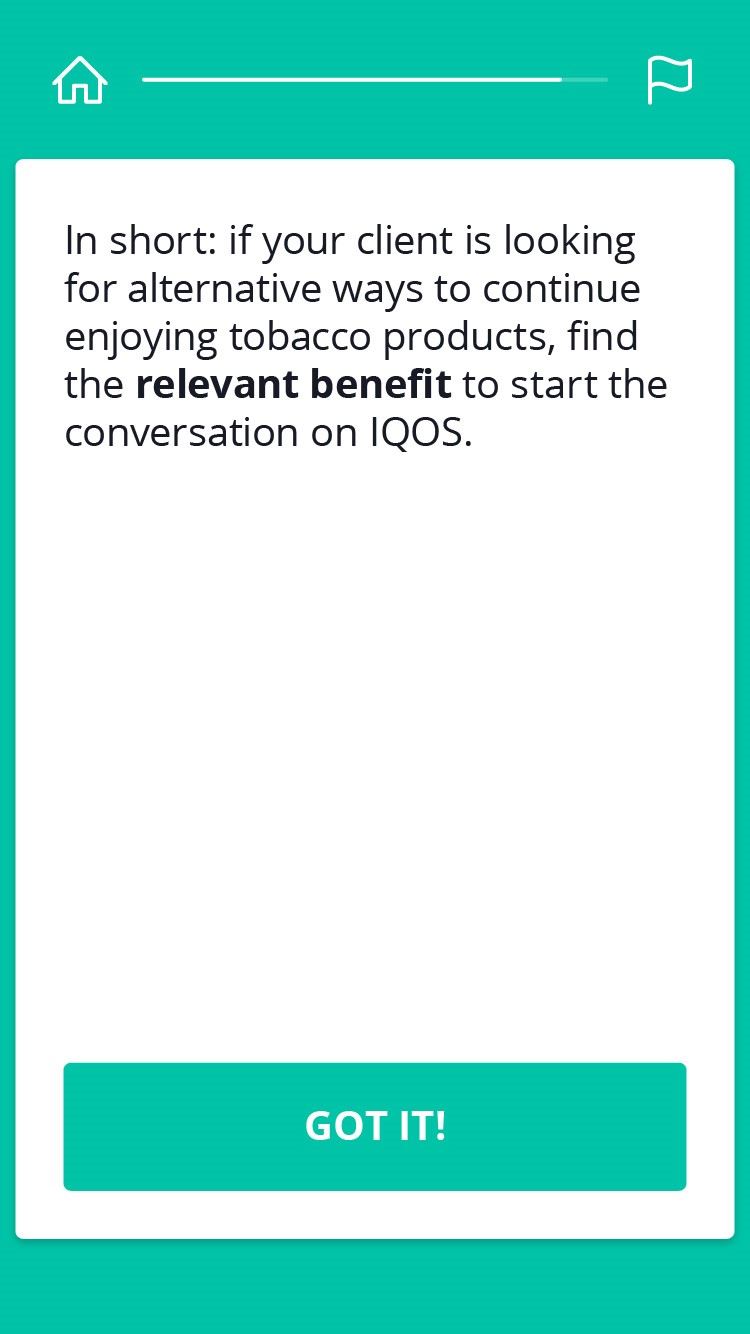 In short: if your client is looking
for alternative ways to continue
enjoying tobacco products, find
the relevant benefit to start the
conversation on IQOS.
GOT IT!